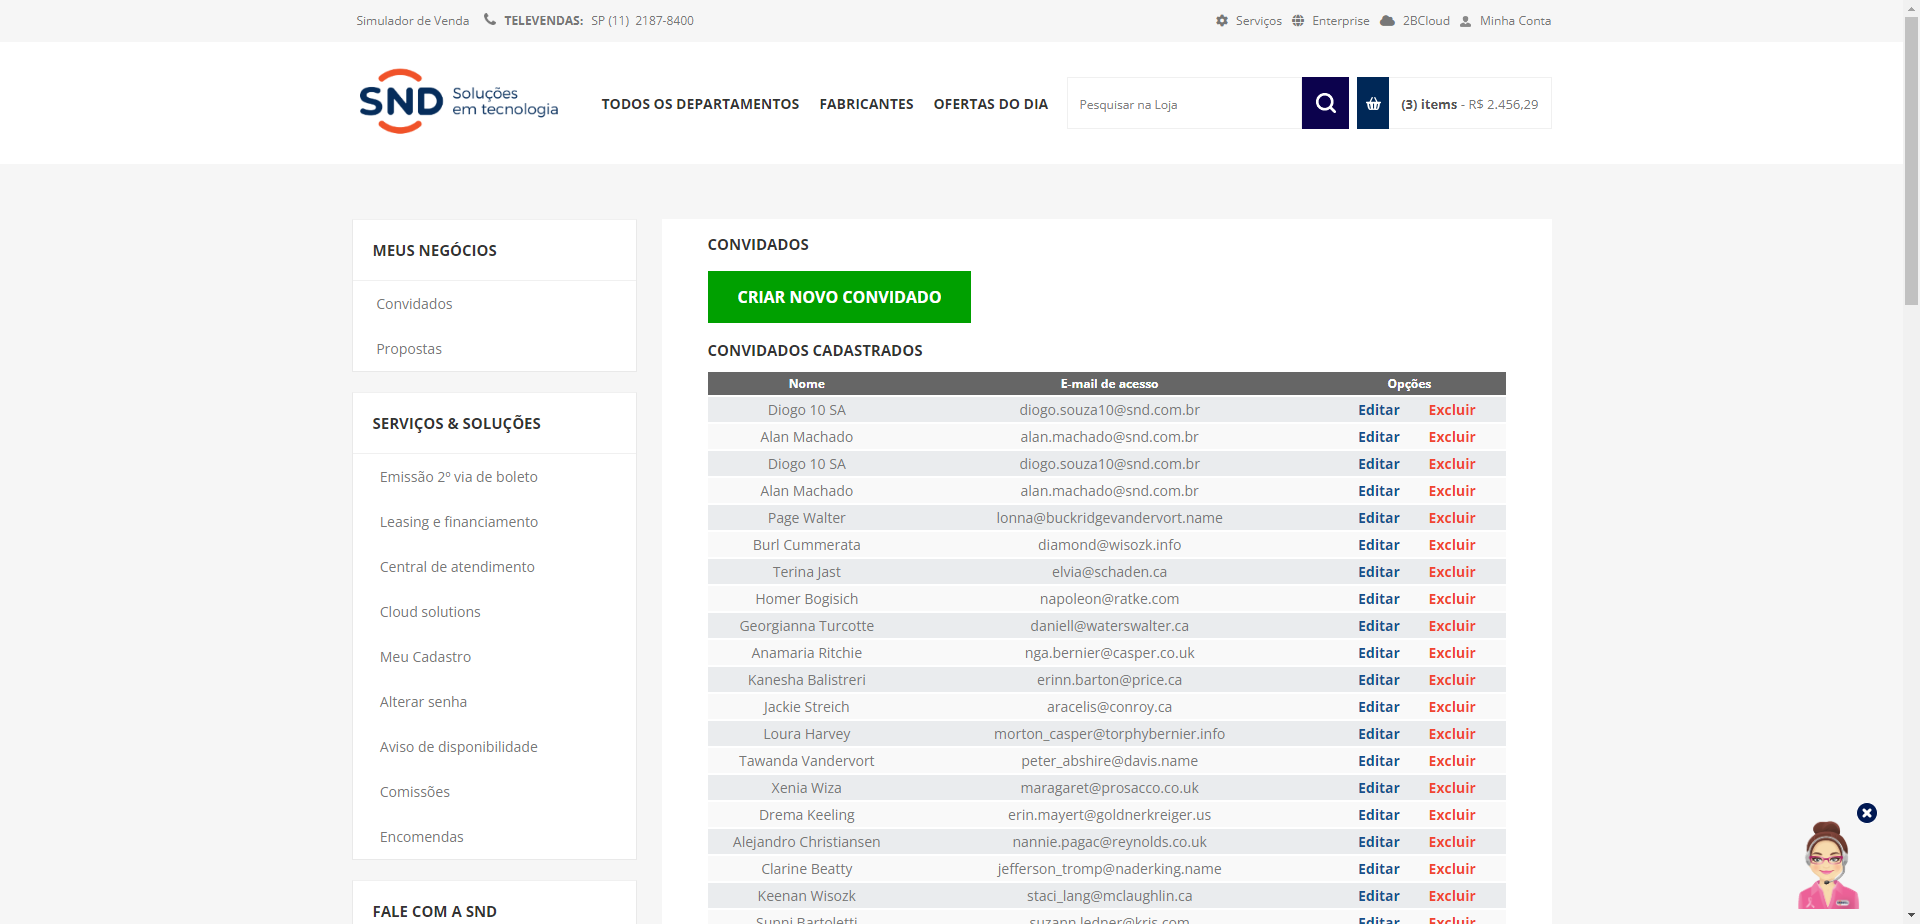 Simulador de Venda TELEVENDAS: SP (11) 2187-8400
Serviços Enterprise 2BCloud Minha Conta
SND Soluções em tecnologia
TODOS OS DEPARTAMENTOS FABRICANTES OFERTAS DO DIA
Pesquisar na Loja
(3) items - R$ 2.456,29
MEUS NEGÓCIOS
Convidados
Propostas
SERVIÇOS & SOLUÇÕES
Emissão 2º via de boleto
Leasing e financiamento
Central de atendimento
Cloud solutions
Meu Cadastro
Alterar senha
Aviso de disponibilidade
Comissões
Encomendas
FALE COM A SND
CONVIDADOS
CRIAR NOVO CONVIDADO
CONVIDADOS CADASTRADOS
Nome E-mail de acesso Opções
Diogo 10 SA diogo.souza10@snd.com.br Editar Excluir
Alan Machado alan.machado@snd.com.br Editar Excluir
Diogo 10 SA diogo.souza10@snd.com.br Editar Excluir
Alan Machado alan.machado@snd.com.br Editar Excluir
Page Walter lonna@buckridgevandervort.name Editar Excluir
Burl Cummerata diamond@wisozk.info Editar Excluir
Terina Jast elvia@schaden.ca Editar Excluir
Homer Bogisich napoleon@ratke.com Editar Excluir
Georgianna Turcotte daniell@waterswalter.ca Editar Excluir
Anamaria Ritchie nga.bernier@casper.co.uk Editar Excluir
Kanesha Balistreri erinn.barton@price.ca Editar Excluir
Jackie Streich aracelis@conroy.ca Editar Excluir
Loura Harvey morton_casper@torphybernier.info Editar Excluir
Tawanda Vandervort peter_abshire@davis.name Editar Excluir
Xenia Wiza maragaret@prosacco.co.uk Editar Excluir
Drema Keeling erin.mayert@goldnerkreiger.us Editar Excluir
Alejandro Christiansen nannie.pagac@reynolds.co.uk Editar Excluir
Clarine Beatty jefferson_tromp@naderking.name Editar Excluir
Keenan Wisozk staci_lang@mclaughlin.ca Editar Excluir
Sunni Bartoletti suzann.ledner@kris.com Editar Excluir